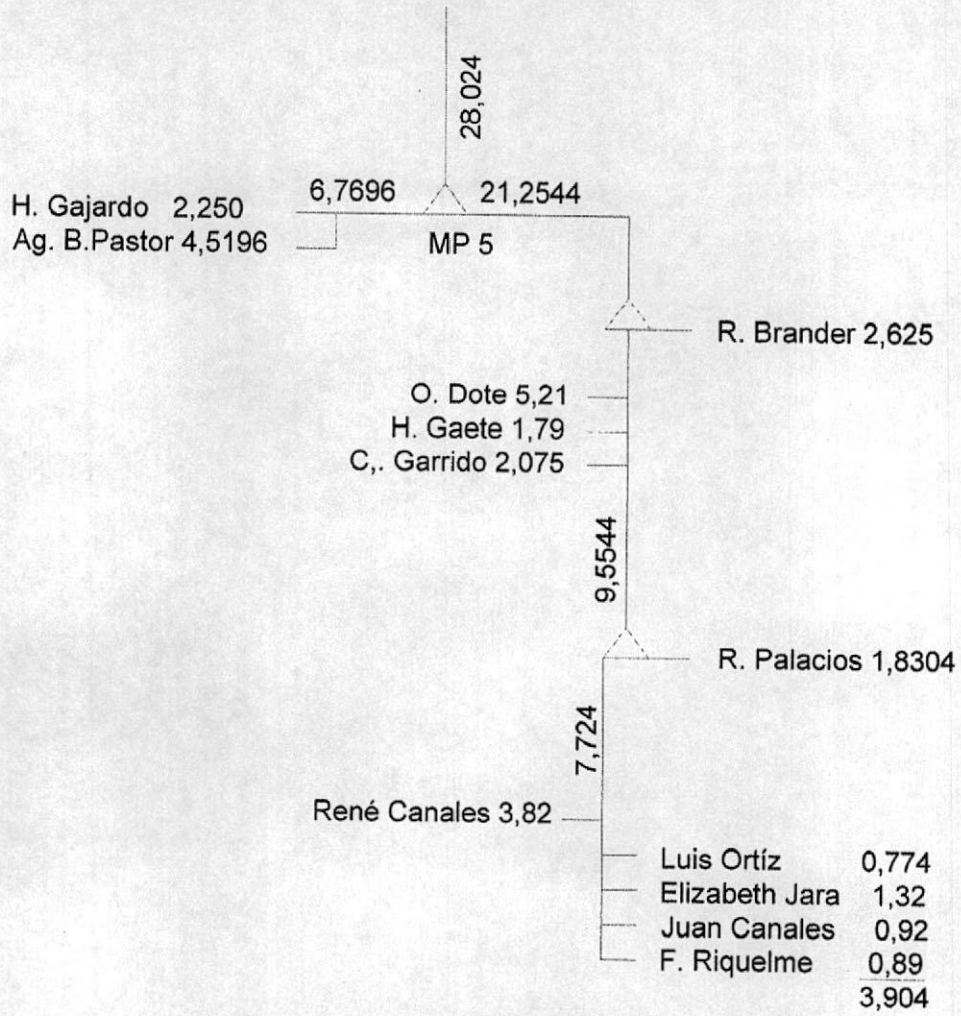 28,024
6,7696 21,2544
H. Gajardo 2,250
Ag. B.Pastor 4,5196
MP 5
R. Brander 2,625
O. Dote 5,21
H. Gaete 1,79
C,. Garrido 2,075
9,5544
R. Palacios 1,8304
7,724
René Canales 3,82
Luis Ortíz 0,774
Elizabeth Jara 1,32
Juan Canales 0,92
F. Riquelme 0,89
3,904